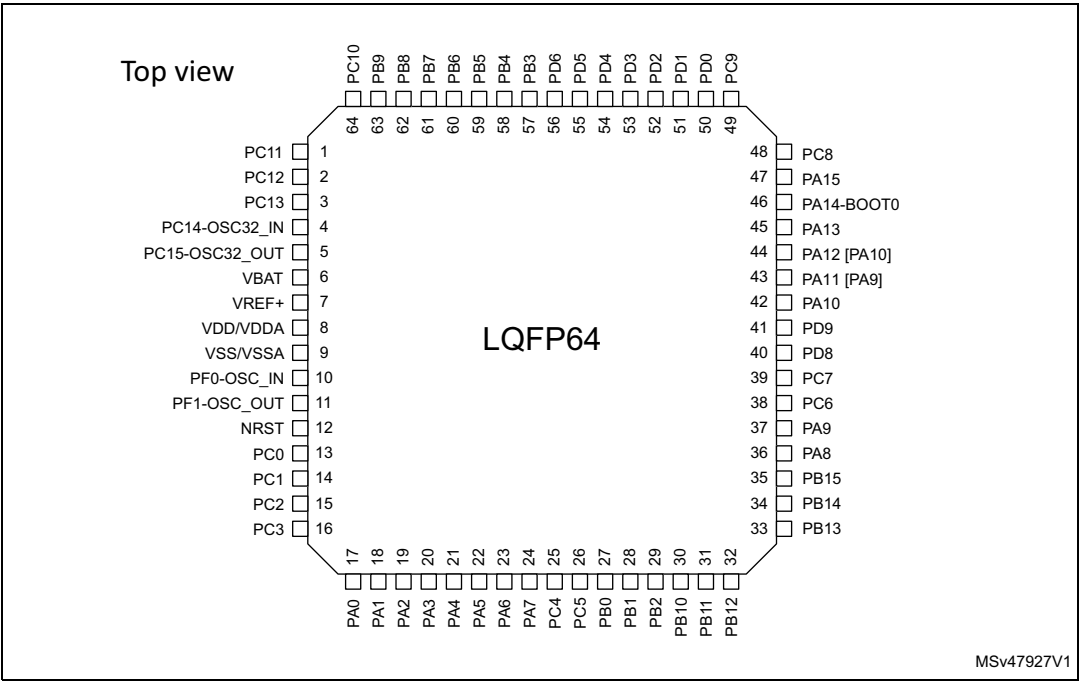 Top view
PC10 PB9 PB8 PB7 PB6 PB5 PB4 PB3 PD6 PD5 PD4 PD3 PD2 PD1 PD0 PC9
64 63 62 61 60 59 58 57 56 55 54 53 52 51 50 49
PC11 1 48 PC8
PC12 2 47 PA15
PC13 3 46 PA14-BOOT0
PC14-OSC32_IN 4 45 PA13
PC15-OSC32_OUT 5 44 PA12 [PA10]
VBAT 6 43 PA11 [PA9]
VREF+ 7 42 PA10
VDD/VDDA 8 41 PD9
LQFP64
VSS/VSSA 9 40 PD8
PF0-OSC_IN 10 39 PC7
PF1-OSC_OUT 11 38 PC6
NRST 12 37 PA9
PC0 13 36 PA8
PC1 14 35 PB15
PC2 15 34 PB14
PC3 16 33 PB13
17 18 19 20 21 22 23 24 25 26 27 28 29 30 31 32
PA0 PA1 PA2 PA3 PA4 PA5 PA6 PA7 PC4 PC5 PB0 PB1 PB2 PB10 PB11 PB12
MSv47927V1